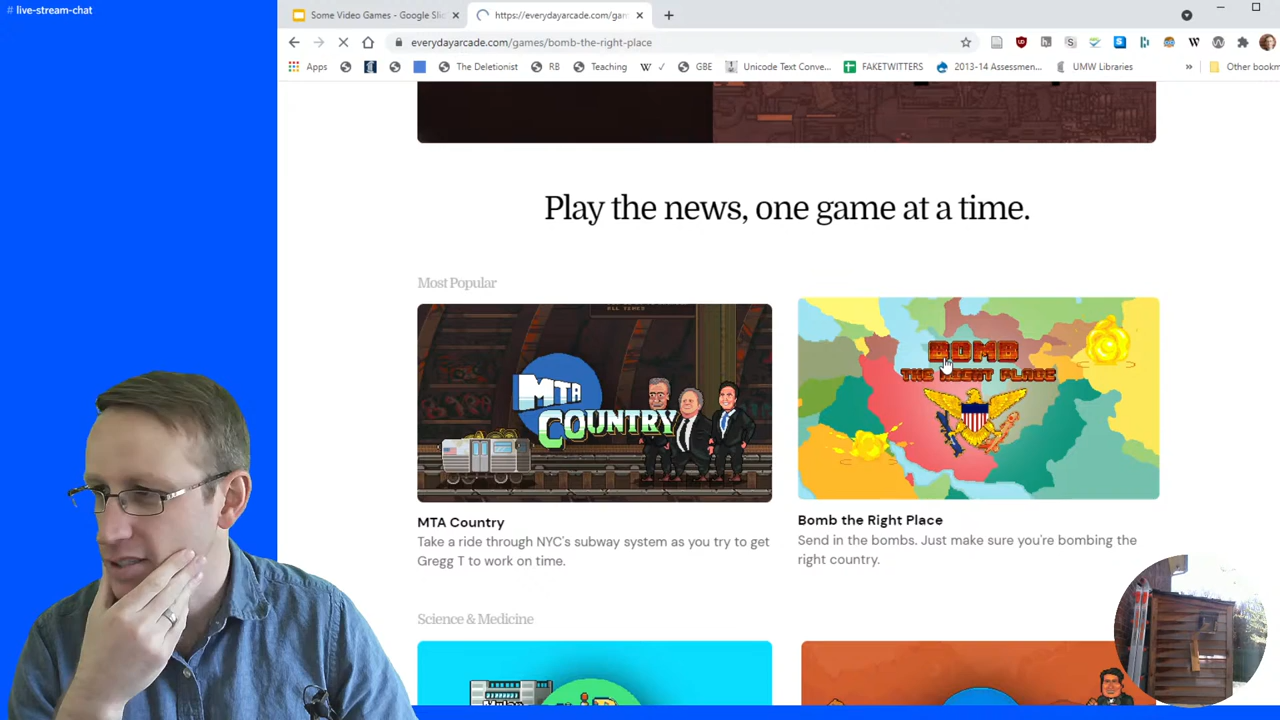 # live-stream-chat
Some Video Games - Google Slic
https://everydayarcade.com/gam
everydayarcade.com/games/bomb-the-right-place
Apps
The Deletionist
RB
Teaching
GBE
Unicode Text Conve...
FAKETWITTERS
2013-14 Assessmen...
UMW Libraries
»
Other bookm
Play the news, one game at a time.
Most Popular
MTA
COUNTRY
BOMB
THE RIGHT PLACE
MTA Country
Take a ride through NYC's subway system as you try to get
Gregg T to work on time.
Bomb the Right Place
Send in the bombs. Just make sure you're bombing the
right country.
Science & Medicine